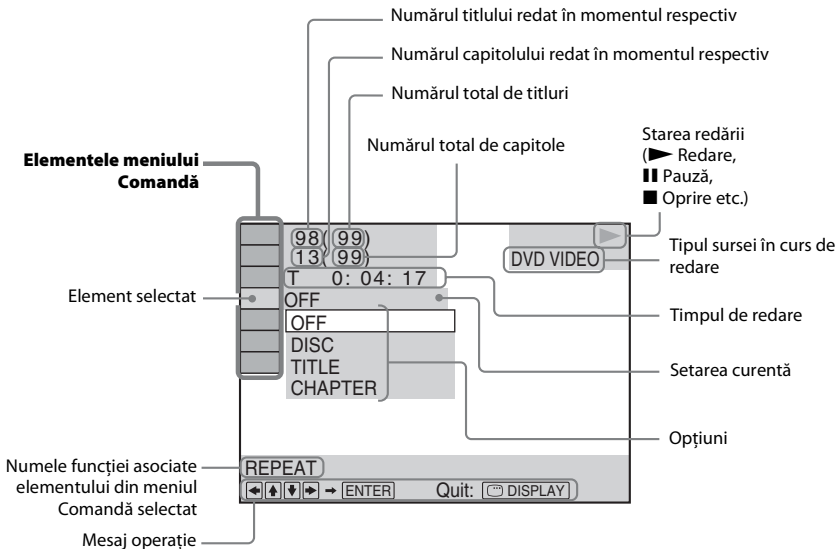 Numărul titlului redat în momentul respectiv
Numărul capitolului redat în momentul respectiv
Numărul total de titluri
Numărul total de capitole
Starea redării
(► Redare,
❚❚ Pauză,
■ Oprire etc.)
Elementele meniului
Comandă
98( 99)
13( 99)
T 0: 04: 17
OFF
OFF
DISC
TITLE
CHAPTER
►
DVD VIDEO
Tipul sursei în curs de
redare
Element selectat
Timpul de redare
Setarea curentă
Opţiuni
Numele funcţiei asociate
elementului din meniul
Comandă selectat
REPEAT
←↑↓→ → ENTER Quit: DISPLAY
Mesaj operaţie